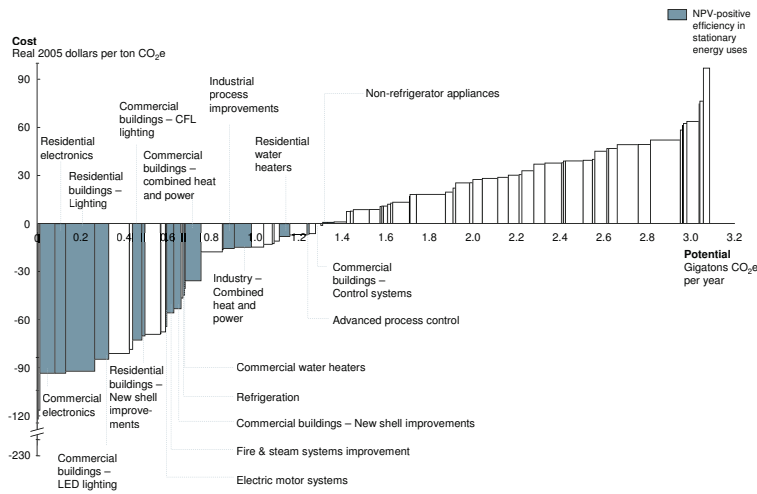 NPV-positive
efficiency in
stationary
energy uses
Cost
Real 2005 dollars per ton CO2e
90
60
30
0
-30
-60
-90
-120
-230
0
0.2
0.4
0.6
0.8
1.0
1.2
1.4
1.6
1.8
2.0
2.2
2.4
2.6
2.8
3.0
3.2
Potential
Gigatons CO2e
per year
Residential
electronics
Residential
buildings –
Lighting
Commercial
buildings – CFL
lighting
Commercial
buildings –
combined heat
and power
Industrial
process
improvements
Residential
water
heaters
Non-refrigerator appliances
Industry –
Combined
heat and
power
Commercial
buildings –
Control systems
Advanced process control
Commercial
electronics
Residential
buildings –
New shell
improve-
ments
Commercial
buildings –
LED lighting
Commercial water heaters
Refrigeration
Commercial buildings – New shell improvements
Fire & steam systems improvement
Electric motor systems